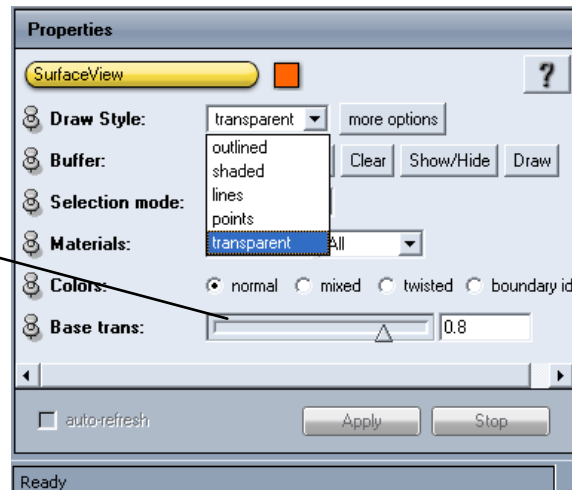 Properties
SurfaceView ?
Draw Style: transparent more options
outlined
shaded
lines
points
transparent
Buffer: Clear Show/Hide Draw
Selection mode:
Materials: All
Colors: normal mixed twisted boundary id
Base trans: 0.8
auto-refresh Apply Stop
Ready